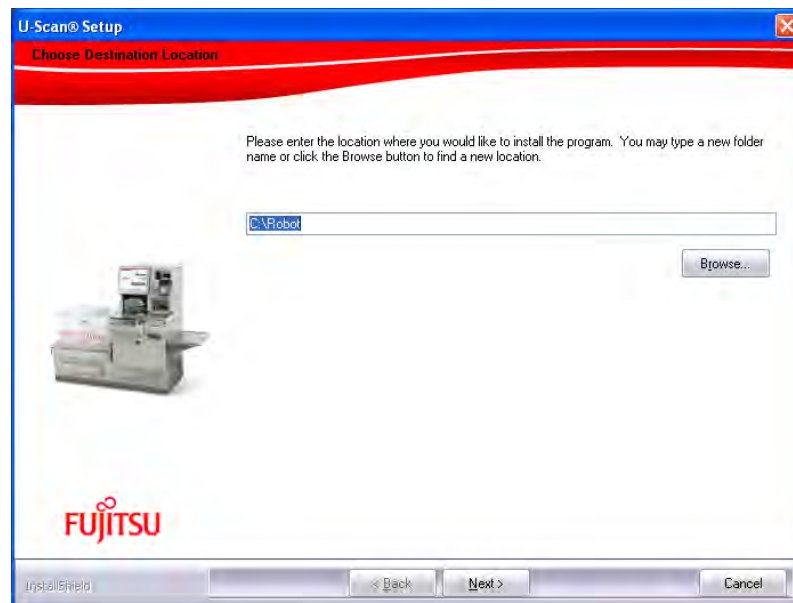 U-Scan® Setup
Choose Destination Location
Please enter the location where you would like to install the program. You may type a new folder
name or click the Browse button to find a new location.
C:\Robot
Browse...
FUJITSU
InstallShield
< Back
Next >
Cancel